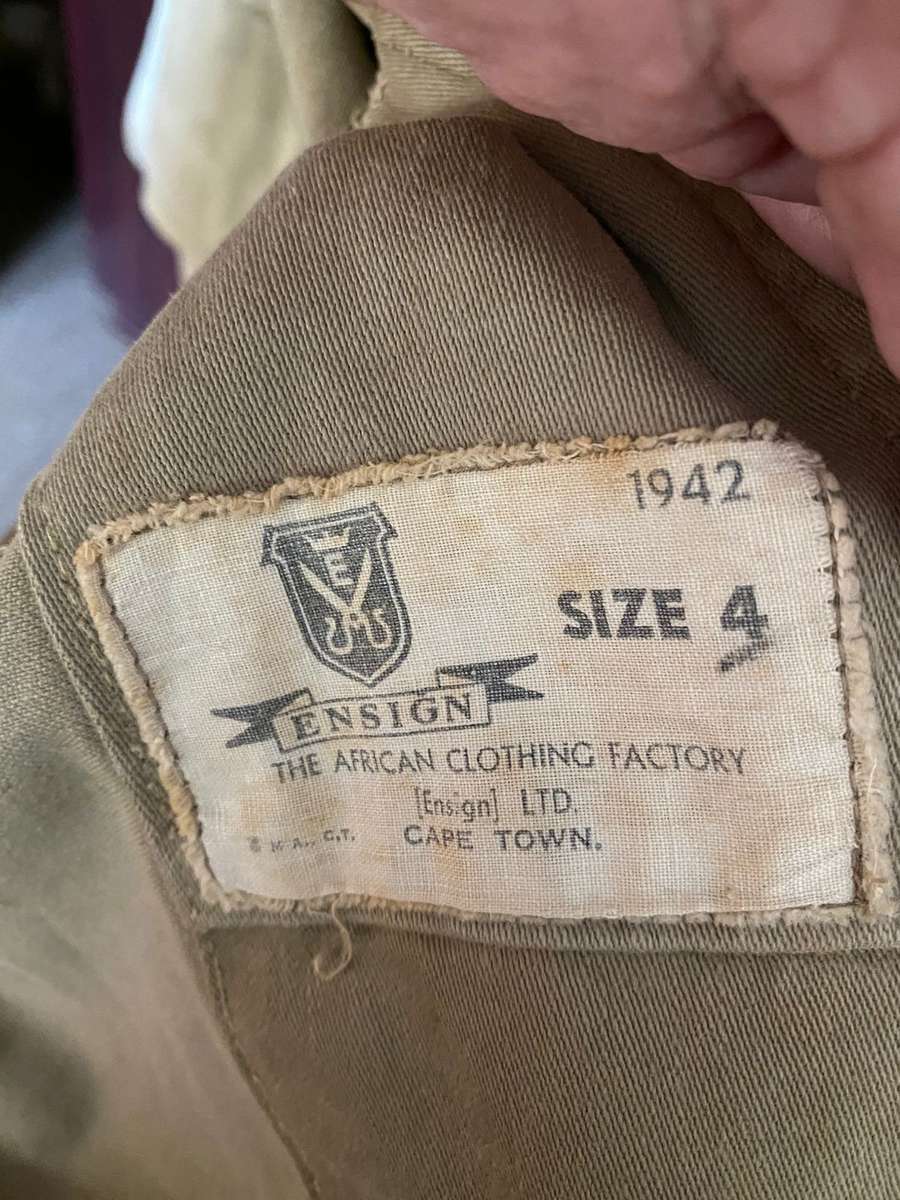 1942
E
SIZE 4
ENSIGN
THE AFRICAN CLOTHING FACTORY
[Ensign] LTD.
CAPE TOWN.